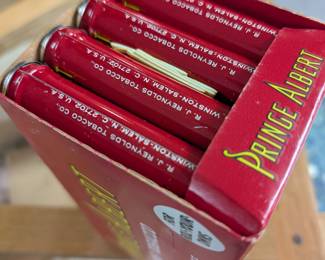 R. J. REYNOLDS TOBACCO CO.
WINSTON-SALEM, N. C. 27102 U.S.A.
R. J. REYNOLDS TOBACCO CO.
WINSTON-SALEM, N. C. 27102 U.S.A.
R. J. REYNOLDS TOBACCO CO.
WINSTON-SALEM, N. C. 27102 U.S.A.
PRINCE ALBERT
ALBERT